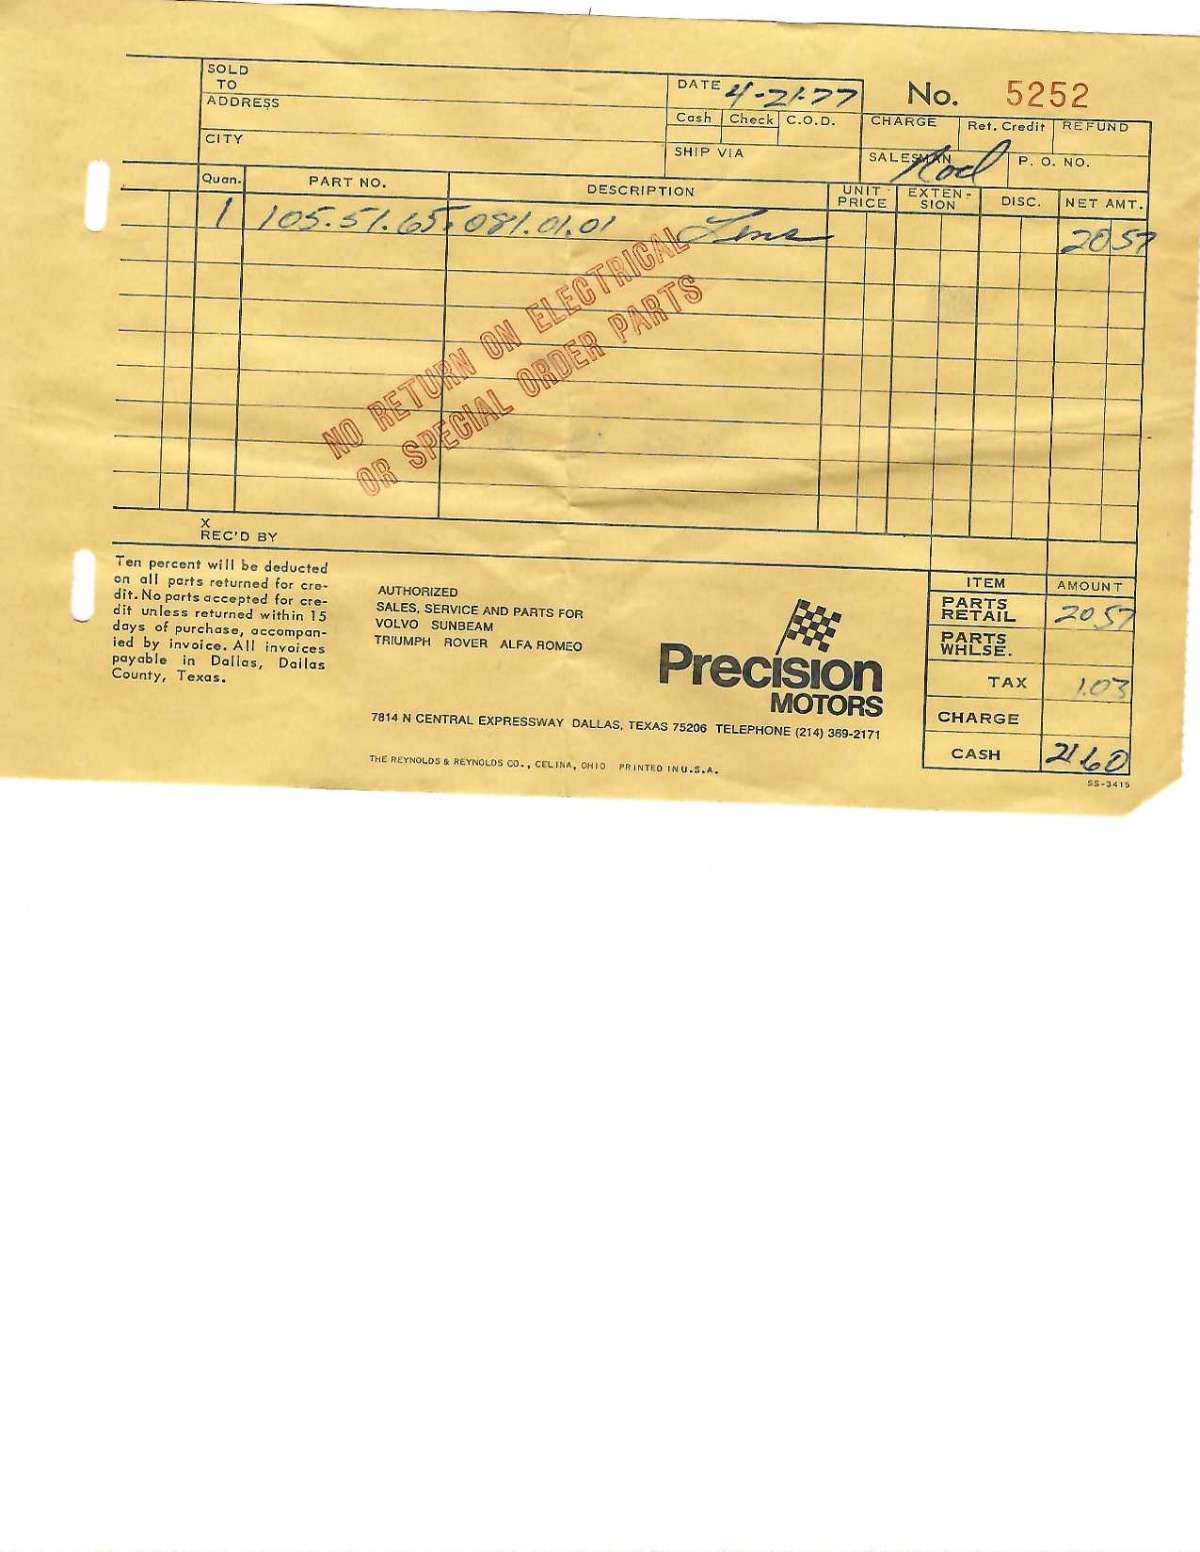 SOLD TO
DATE 4-21-77
No. 5252
ADDRESS
Cash Check C.O.D. CHARGE Ret. Credit REFUND
CITY
SHIP VIA
SALESMAN Rod
P. O. NO.
Quan. PART NO. DESCRIPTION UNIT PRICE EXTEN-SION DISC. NET AMT.
1 105.51.65.081.01.01 Lens 20 57
NO RETURN ON ELECTRICAL
OR SPECIAL ORDER PARTS
X
REC'D BY
Ten percent will be deducted
on all parts returned for cre-
dit. No parts accepted for cre-
dit unless returned within 15
days of purchase, accompan-
ied by invoice. All invoices
payable in Dallas, Dallas
County, Texas.
AUTHORIZED
SALES, SERVICE AND PARTS FOR
VOLVO SUNBEAM
TRIUMPH ROVER ALFA ROMEO
Precision
MOTORS
7814 N CENTRAL EXPRESSWAY DALLAS, TEXAS 75206 TELEPHONE (214) 369-2171
THE REYNOLDS & REYNOLDS CO., CELINA, OHIO PRINTED IN U.S.A.
ITEM AMOUNT
PARTS RETAIL 20 57
PARTS WHLSE.
TAX 1.03
CHARGE
CASH 21.60
SS-3415